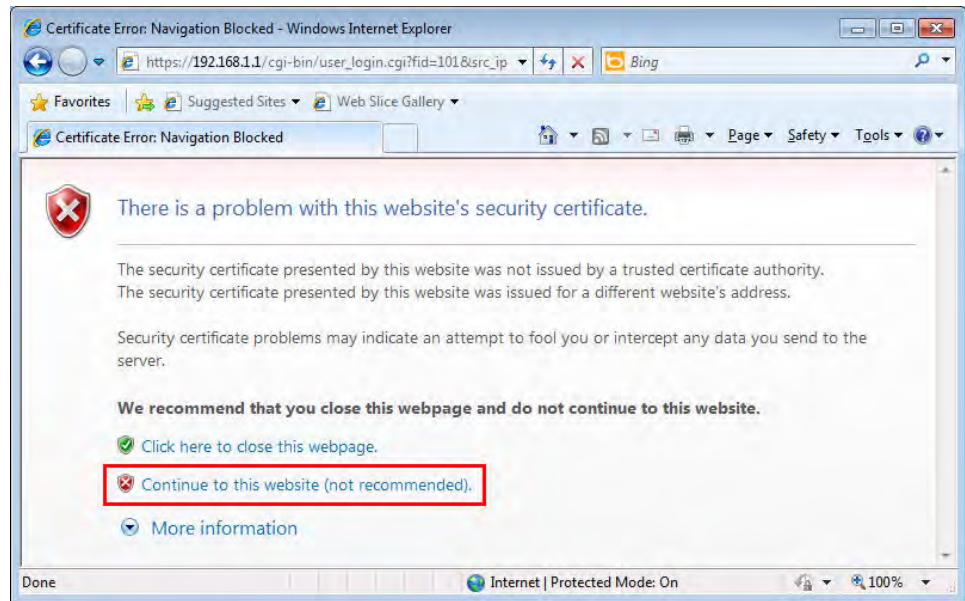 Certificate Error: Navigation Blocked - Windows Internet Explorer
https://192.168.1.1/cgi-bin/user_login.cgi?fid=101&src_ip
Bing
Favorites
Suggested Sites
Web Slice Gallery
Certificate Error: Navigation Blocked
Page
Safety
Tools
There is a problem with this website's security certificate.
The security certificate presented by this website was not issued by a trusted certificate authority.
The security certificate presented by this website was issued for a different website's address.
Security certificate problems may indicate an attempt to fool you or intercept any data you send to the
server.
We recommend that you close this webpage and do not continue to this website.
Click here to close this webpage.
Continue to this website (not recommended).
More information
Done
Internet | Protected Mode: On
100%